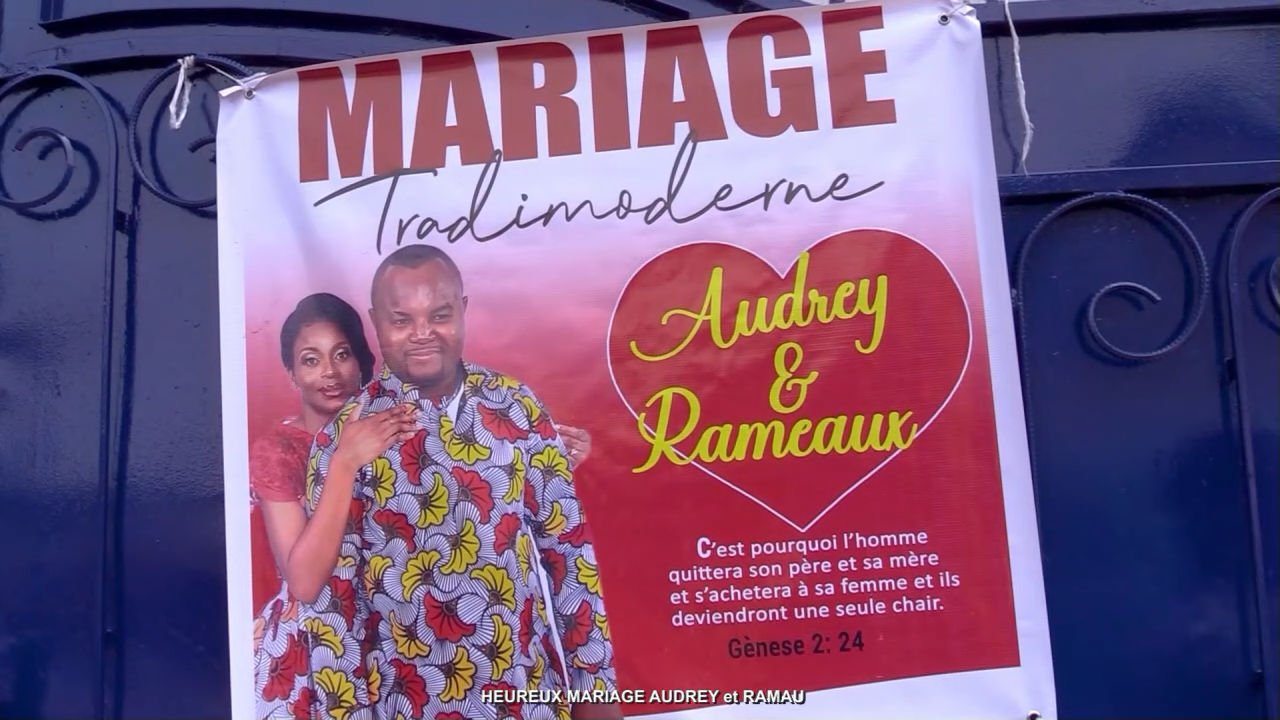 MARIAGE
Tradimoderne
Audrey
&
Rameaux
C'est pourquoi l'homme
quittera son père et sa mère
et s'achetera à sa femme et ils
deviendront une seule chair.
Gènese 2: 24
HEUREUX MARIAGE AUDREY et RAMAU